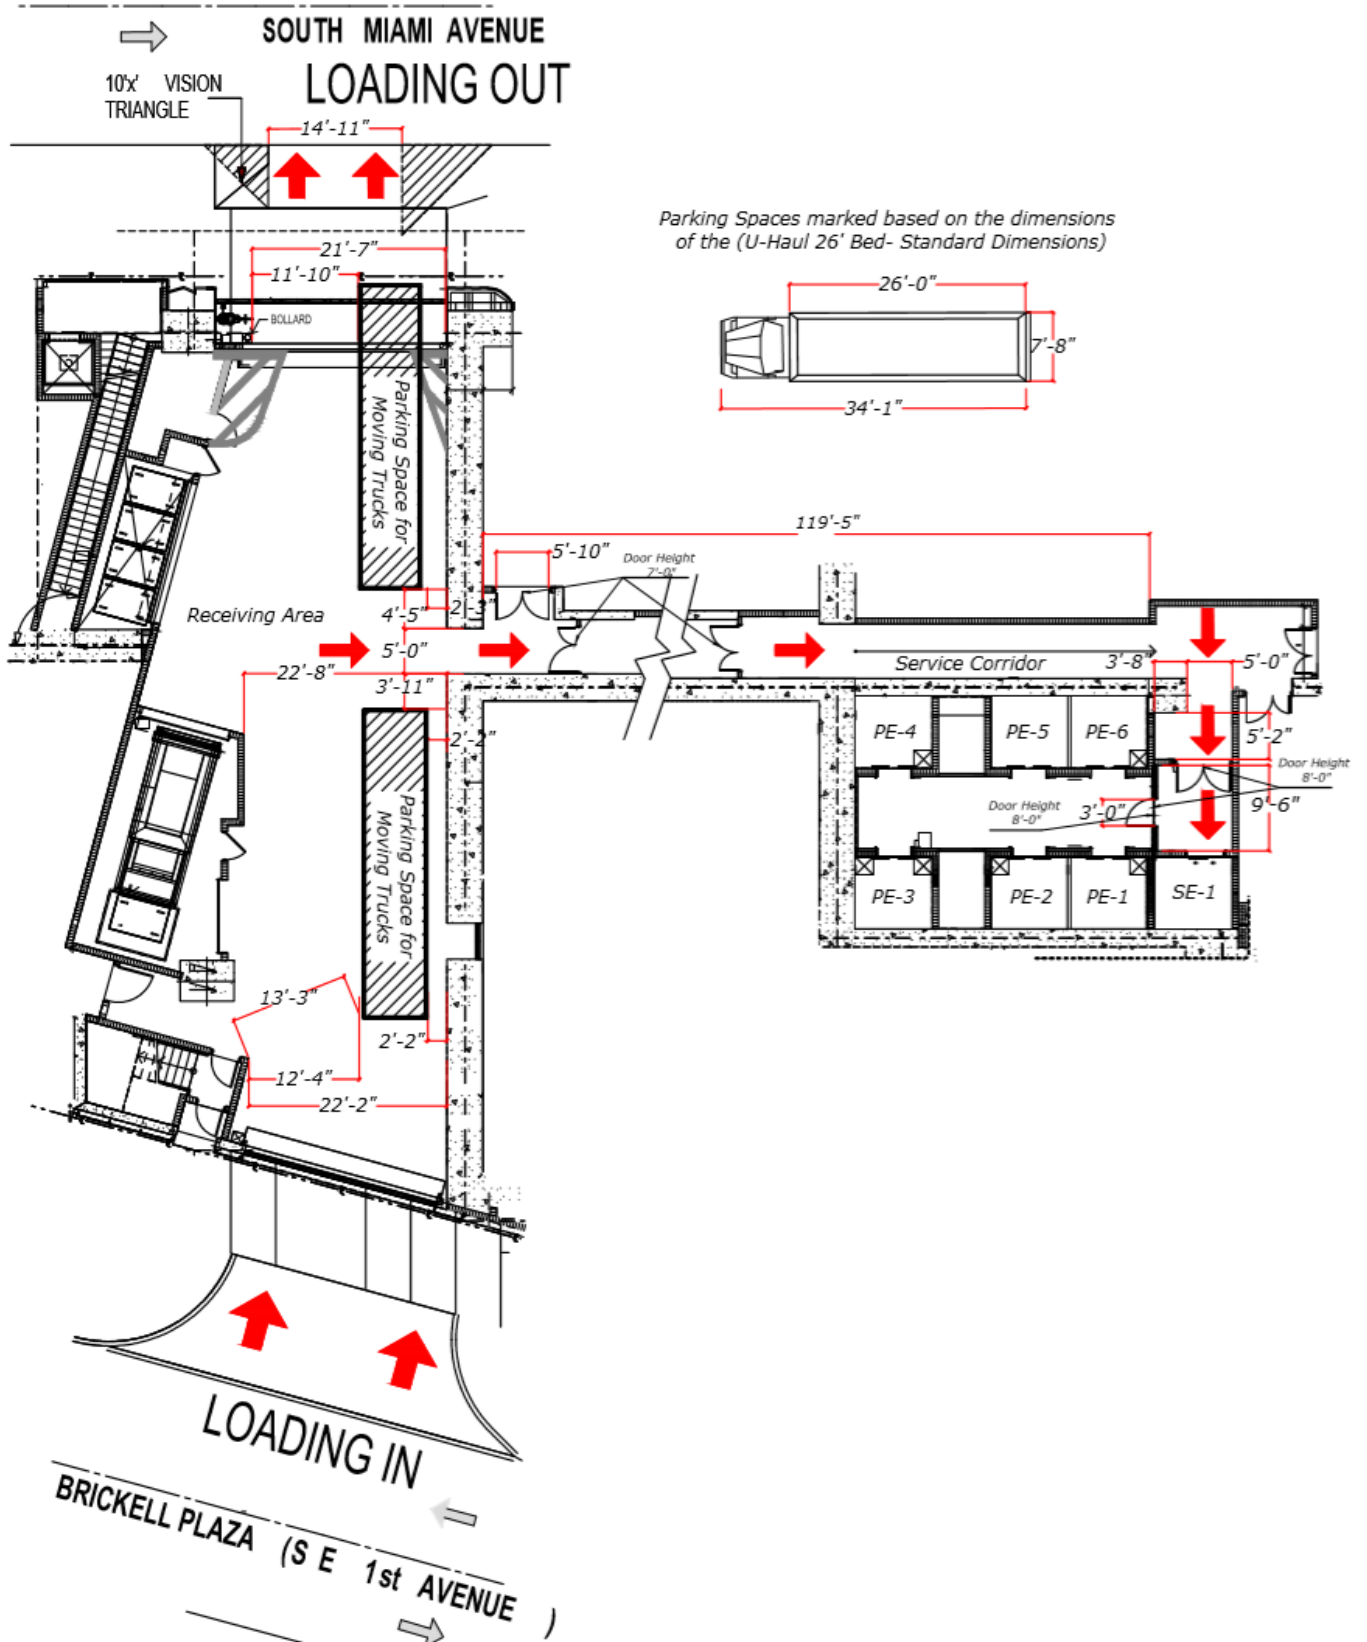 SOUTH MIAMI AVENUE
LOADING OUT
10'x' VISION
TRIANGLE
14'-11"
Parking Spaces marked based on the dimensions
of the (U-Haul 26' Bed- Standard Dimensions)
21'-7"
11'-10"
26'-0"
BOLLARD
7'-8"
34'-1"
Parking Space for
Moving Trucks
119'-5"
5'-10"
Door Height
7'-0"
Receiving Area
4'-5"
2'-3"
5'-0"
22'-8"
3'-11"
Service Corridor
3'-8"
5'-0"
PE-4
PE-5
PE-6
2'-2"
5'-2"
Door Height
8'-0"
Door Height
8'-0"
3'-0"
9'-6"
Parking Space for
Moving Trucks
PE-3
PE-2
PE-1
SE-1
13'-3"
2'-2"
12'-4"
22'-2"
LOADING IN
BRICKELL PLAZA (S E 1st AVENUE )